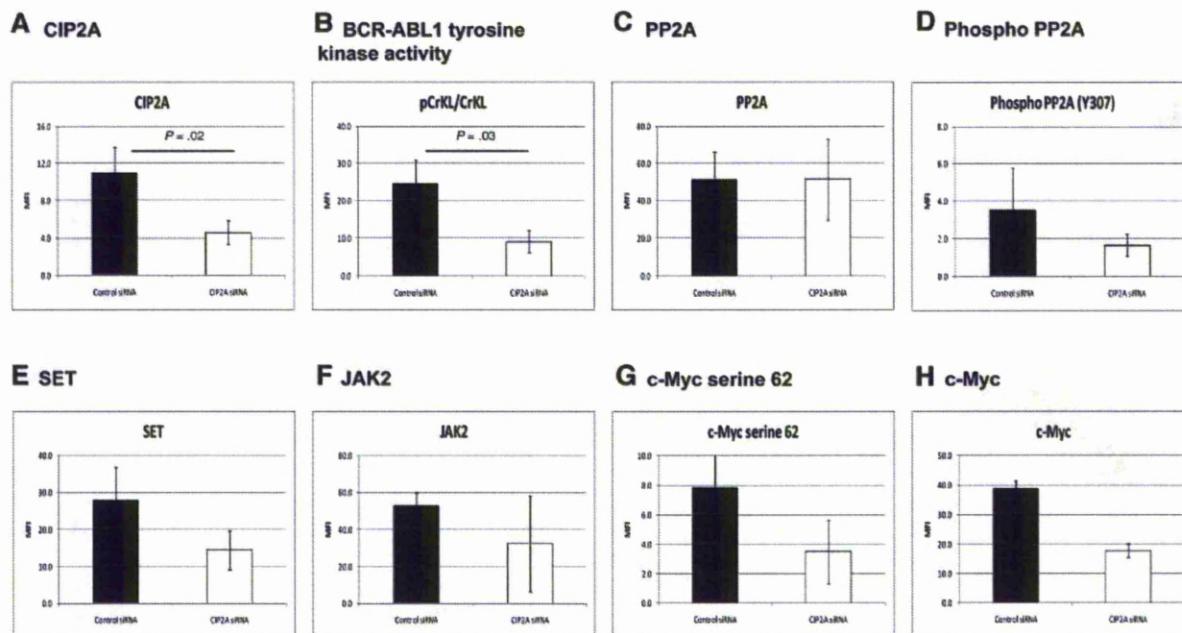 A CIP2A
B BCR-ABL1 tyrosine
kinase activity
C PP2A
D Phospho PP2A
CIP2A
16.0
12.0
8.0
4.0
0.0
MFI
P = .02
Control siRNA
CIP2A siRNA
pCrKL/CrKL
40.0
30.0
20.0
10.0
0.0
MFI
P = .03
Control siRNA
CIP2A siRNA
PP2A
80.0
60.0
40.0
20.0
0.0
MFI
Control siRNA
CIP2A siRNA
Phospho PP2A (Y307)
8.0
6.0
4.0
2.0
0.0
MFI
Control siRNA
CIP2A siRNA
E SET
F JAK2
G c-Myc serine 62
H c-Myc
SET
40.0
30.0
20.0
10.0
0.0
MFI
Control siRNA
CIP2A siRNA
JAK2
80.0
60.0
40.0
20.0
0.0
MFI
Control siRNA
CIP2A siRNA
c-Myc serine 62
10.0
8.0
6.0
4.0
2.0
0.0
MFI
Control siRNA
CIP2A siRNA
c-Myc
50.0
40.0
30.0
20.0
10.0
0.0
MFI
Control siRNA
CIP2A siRNA